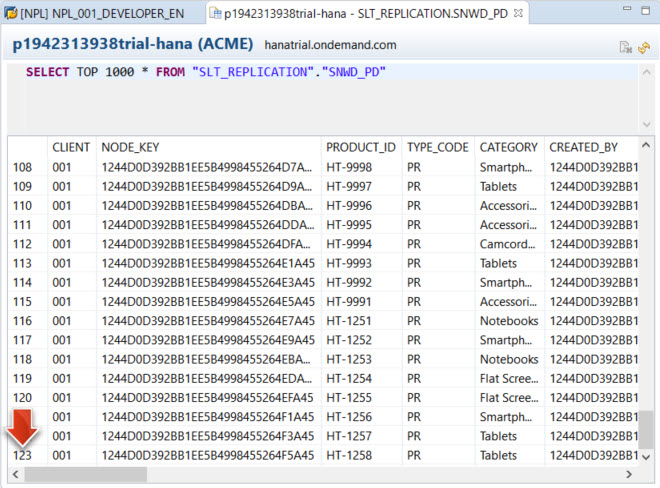 [NPL] NPL_001_DEVELOPER_EN p1942313938trial-hana - SLT_REPLICATION.SNWD_PD
p1942313938trial-hana (ACME) hanatrial.ondemand.com
SELECT TOP 1000 * FROM "SLT_REPLICATION"."SNWD_PD"
CLIENT NODE_KEY PRODUCT_ID TYPE_CODE CATEGORY CREATED_BY
108 001 1244D0D392BB1EE5B4998455264D7A... HT-9998 PR Smartph... 1244D0D392BB1
109 001 1244D0D392BB1EE5B4998455264D9A... HT-9997 PR Tablets 1244D0D392BB1
110 001 1244D0D392BB1EE5B4998455264DBA... HT-9996 PR Accessori... 1244D0D392BB1
111 001 1244D0D392BB1EE5B4998455264DDA... HT-9995 PR Accessori... 1244D0D392BB1
112 001 1244D0D392BB1EE5B4998455264DFA... HT-9994 PR Camcord... 1244D0D392BB1
113 001 1244D0D392BB1EE5B4998455264E1A45 HT-9993 PR Tablets 1244D0D392BB1
114 001 1244D0D392BB1EE5B4998455264E3A45 HT-9992 PR Smartph... 1244D0D392BB1
115 001 1244D0D392BB1EE5B4998455264E5A45 HT-9991 PR Accessori... 1244D0D392BB1
116 001 1244D0D392BB1EE5B4998455264E7A45 HT-1251 PR Notebooks 1244D0D392BB1
117 001 1244D0D392BB1EE5B4998455264E9A45 HT-1252 PR Smartph... 1244D0D392BB1
118 001 1244D0D392BB1EE5B4998455264EBA... HT-1253 PR Notebooks 1244D0D392BB1
119 001 1244D0D392BB1EE5B4998455264EDA... HT-1254 PR Flat Scree... 1244D0D392BB1
120 001 1244D0D392BB1EE5B4998455264EFA45 HT-1255 PR Flat Scree... 1244D0D392BB1
001 1244D0D392BB1EE5B4998455264F1A45 HT-1256 PR Smartph... 1244D0D392BB1
001 1244D0D392BB1EE5B4998455264F3A45 HT-1257 PR Tablets 1244D0D392BB1
123 001 1244D0D392BB1EE5B4998455264F5A45 HT-1258 PR Tablets 1244D0D392BB1